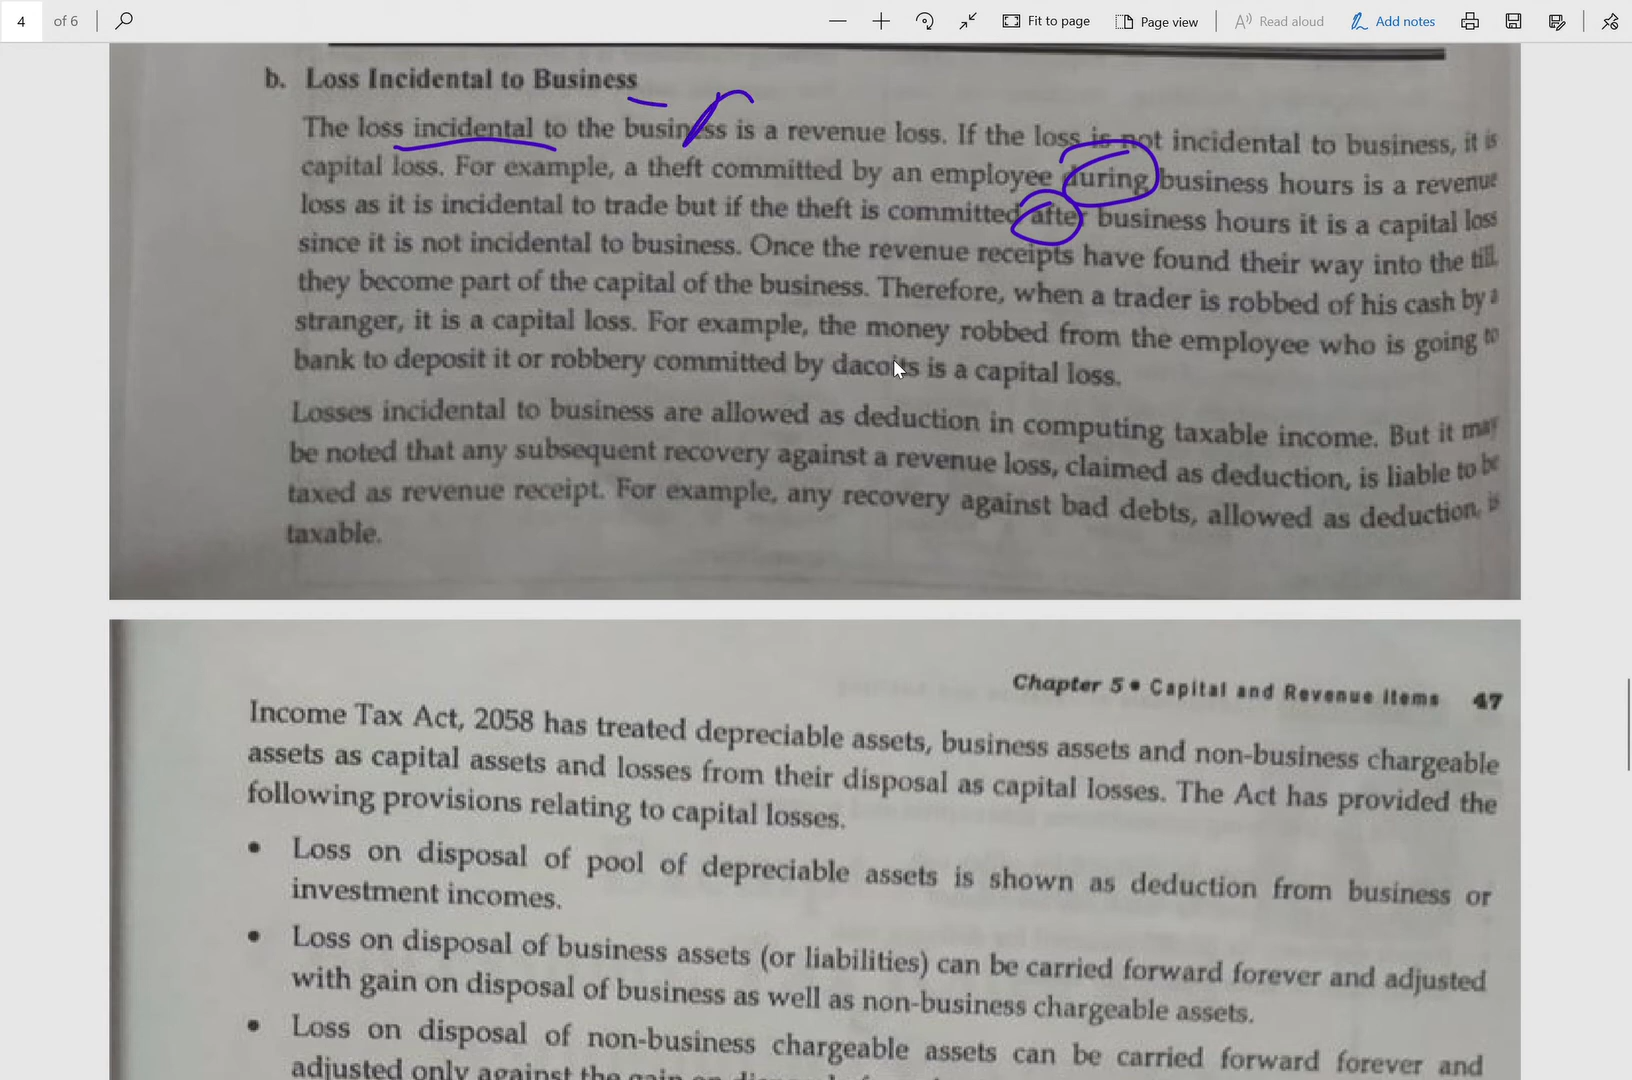 4 of 6
Fit to page
Page view
Read aloud
Add notes
b. Loss Incidental to Business
The loss incidental to the business is a revenue loss. If the loss is not incidental to business, it is
capital loss. For example, a theft committed by an employee during business hours is a revenue
loss as it is incidental to trade but if the theft is committed after business hours it is a capital loss
since it is not incidental to business. Once the revenue receipts have found their way into the till,
they become part of the capital of the business. Therefore, when a trader is robbed of his cash by a
stranger, it is a capital loss. For example, the money robbed from the employee who is going to
bank to deposit it or robbery committed by dacoits is a capital loss.
Losses incidental to business are allowed as deduction in computing taxable income. But it may
be noted that any subsequent recovery against a revenue loss, claimed as deduction, is liable to be
taxed as revenue receipt. For example, any recovery against bad debts, allowed as deduction, is
taxable.
Chapter 5 • Capital and Revenue Items 47
Income Tax Act, 2058 has treated depreciable assets, business assets and non-business chargeable
assets as capital assets and losses from their disposal as capital losses. The Act has provided the
following provisions relating to capital losses.
• Loss on disposal of pool of depreciable assets is shown as deduction from business or
investment incomes.
• Loss on disposal of business assets (or liabilities) can be carried forward forever and adjusted
with gain on disposal of business as well as non-business chargeable assets.
• Loss on disposal of non-business chargeable assets can be carried forward forever and
adjusted only against the gain on